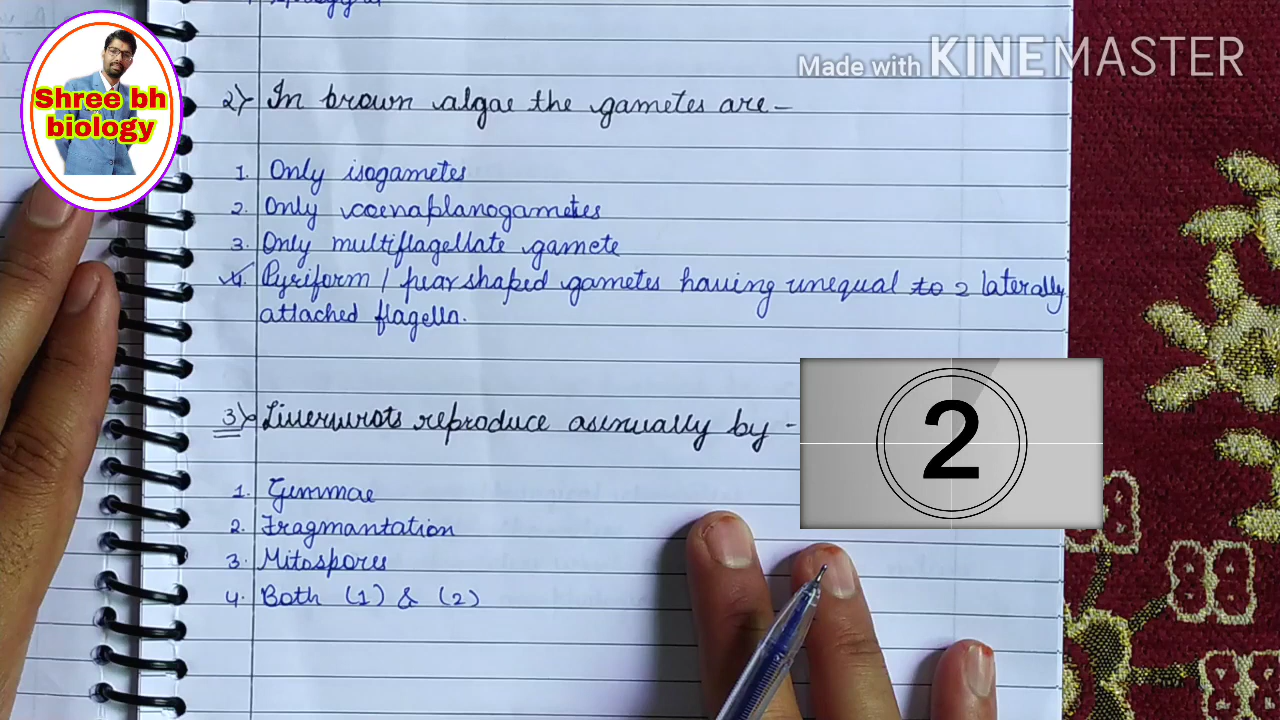 Shree bh
biology
Made with KINEMASTER
2) In brown algae the gametes are -
1. Only isogametes
2. Only coenaplanogametes
3. Only multiflagellate gamete
4. Pyriform / pear shaped gametes having unequal to 2 laterally
attached flagella.
3) Liverwrots reproduce asexually by -
2
1. Gemmae
2. Fragmantation
3. Mitospores
4. Both (1) & (2)